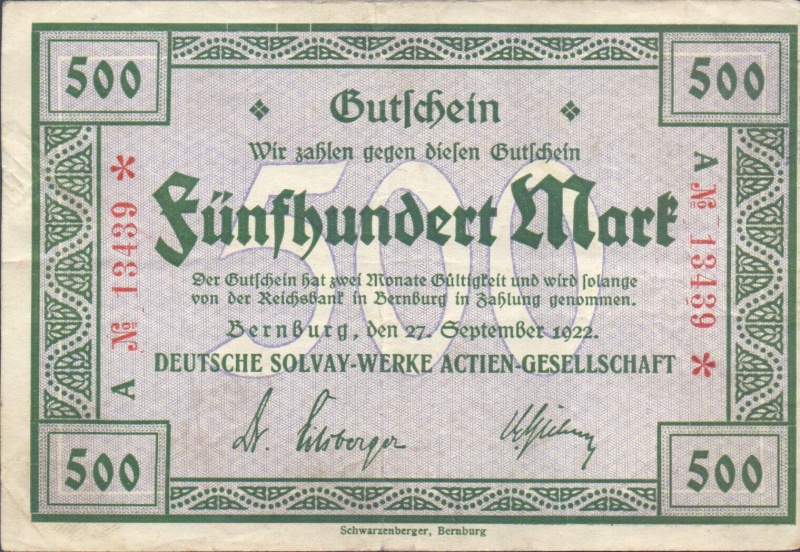 500
500
Gutschein
Wir zahlen gegen diesen Gutschein
500
Fünfhundert Mark
Der Gutschein hat zwei Monate Gültigkeit und wird solange
von der Reichsbank in Bernburg in Zahlung genommen.
Bernburg, den 27. September 1922.
DEUTSCHE SOLVAY-WERKE ACTIEN-GESELLSCHAFT
A № 13439 *
A № 13439 *
Dr.
500
500
Schwarzenberger, Bernburg